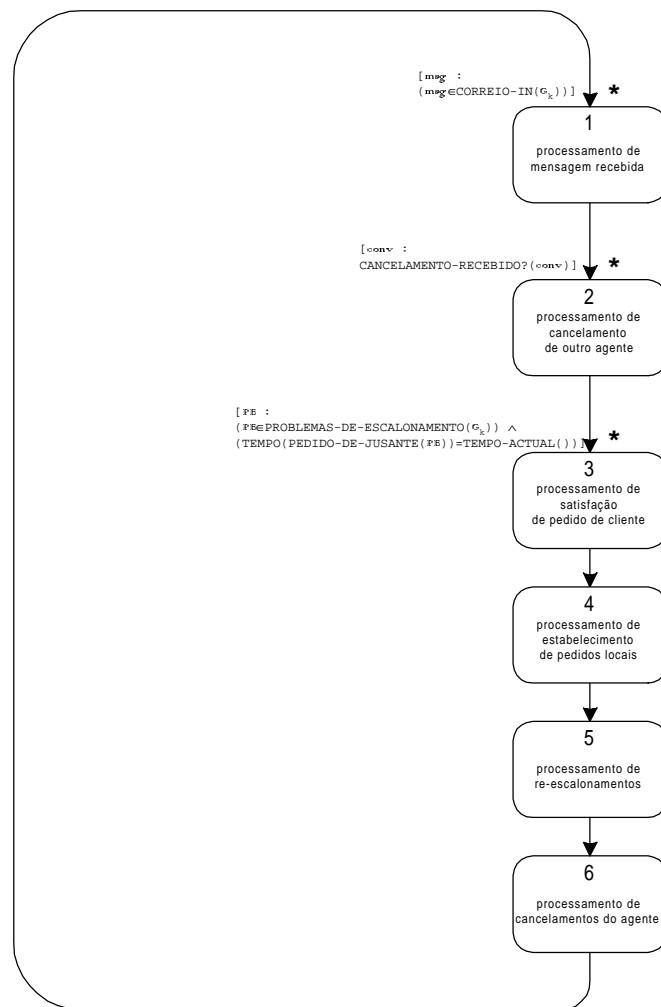 [msg :
(msg∈CORREIO-IN(Gk))]
*
1
processamento de
mensagem recebida
[conv :
CANCELAMENTO-RECEBIDO?(conv)]
*
2
processamento de
cancelamento
de outro agente
[PE :
(PE∈PROBLEMAS-DE-ESCALONAMENTO(Gk)) ∧
(TEMPO(PEDIDO-DE-JUSANTE(PE))=TEMPO-ACTUAL())]
*
3
processamento de
satisfação
de pedido de cliente
4
processamento de
estabelecimento
de pedidos locais
5
processamento de
re-escalonamentos
6
processamento de
cancelamentos do agente